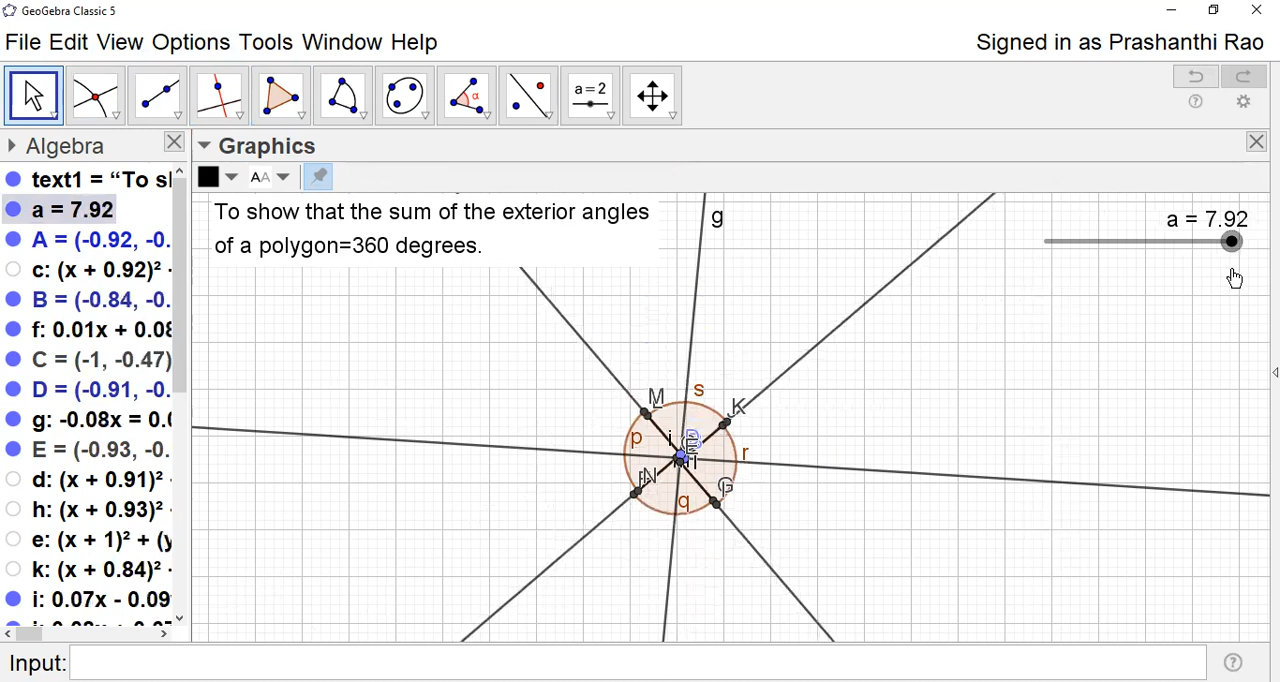 GeoGebra Classic 5
File Edit View Options Tools Window Help
Signed in as Prashanthi Rao
α
a = 2
Algebra
Graphics
AA
text1 = “To sl
a = 7.92
A = (-0.92, -0.
c: (x + 0.92)²
B = (-0.84, -0.
f: 0.01x + 0.08
C = (-1, -0.47)
D = (-0.91, -0.
g: -0.08x = 0.0
E = (-0.93, -0.
d: (x + 0.91)²
h: (x + 0.93)²
e: (x + 1)² + (y
k: (x + 0.84)²
i: 0.07x - 0.09
To show that the sum of the exterior angles
of a polygon=360 degrees.
g
a = 7.92
M
s
K
p
i
E
r
N
G
q
Input: